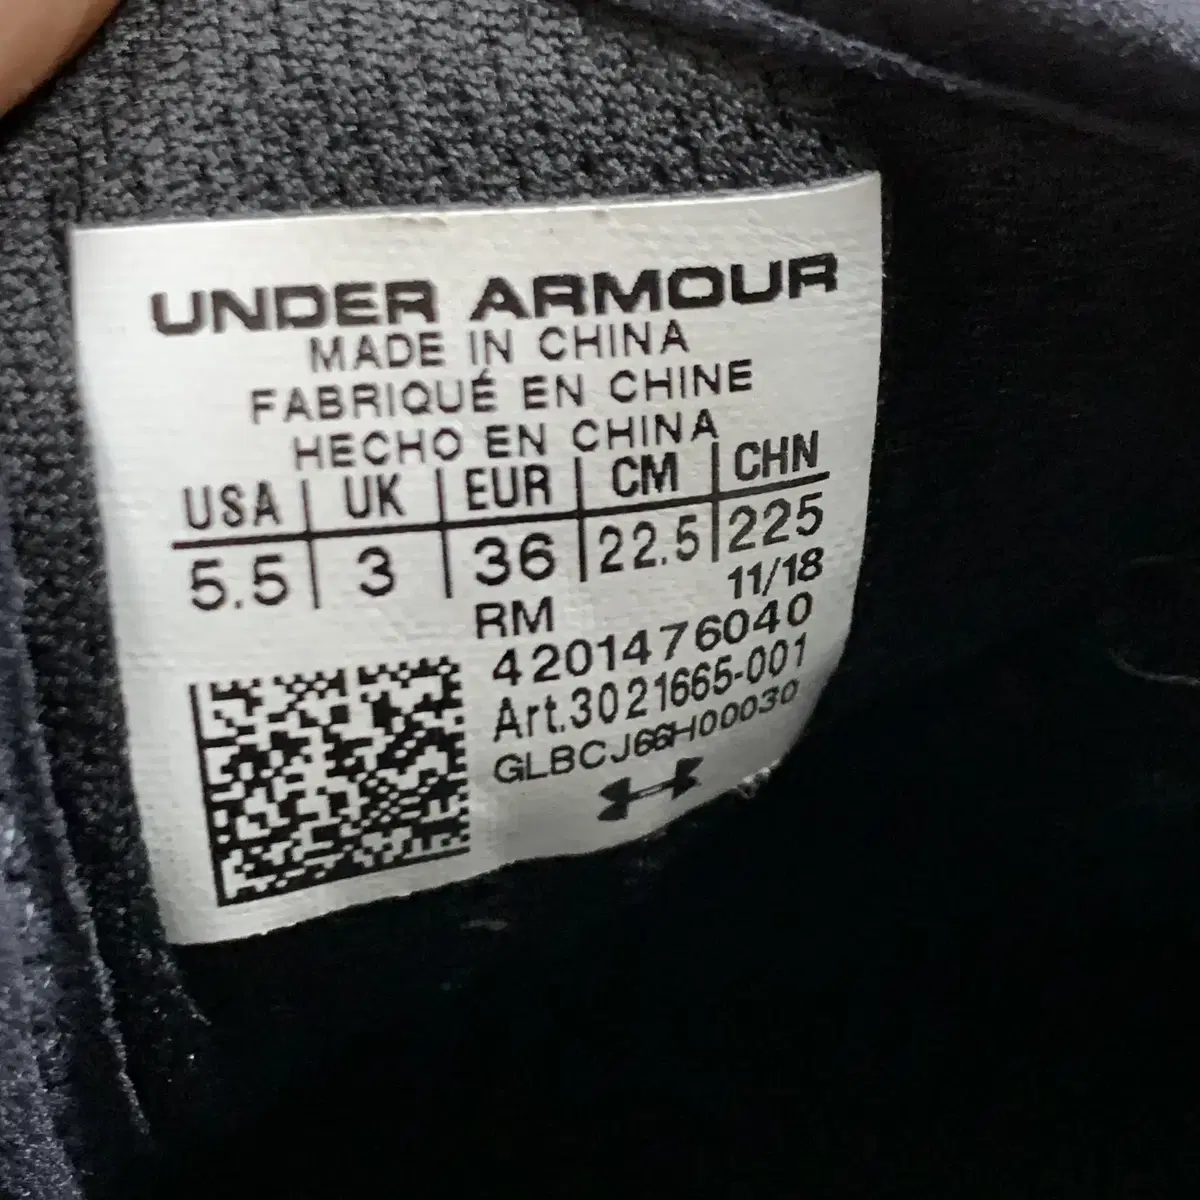 UNDER ARMOUR
MADE IN CHINA
FABRIQUÉ EN CHINE
HECHO EN CHINA
USA | UK | EUR | CM | CHN
5.5 | 3 | 36 | 22.5 | 225
RM 11/18
4201476040
Art.3021665-001
GLBCJ66H00030